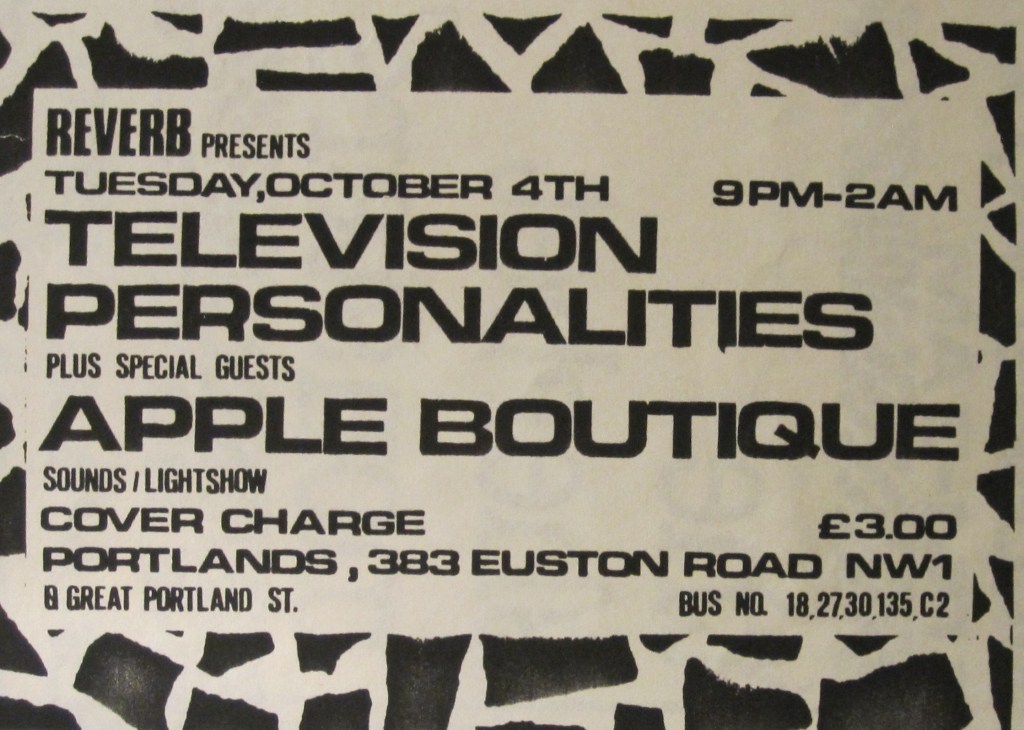 REVERB PRESENTS
TUESDAY,OCTOBER 4TH 9PM-2AM
TELEVISION
PERSONALITIES
PLUS SPECIAL GUESTS
APPLE BOUTIQUE
SOUNDS / LIGHTSHOW
COVER CHARGE £3.00
PORTLANDS, 383 EUSTON ROAD NW1
GREAT PORTLAND ST. BUS NO. 18,27,30,135,C2